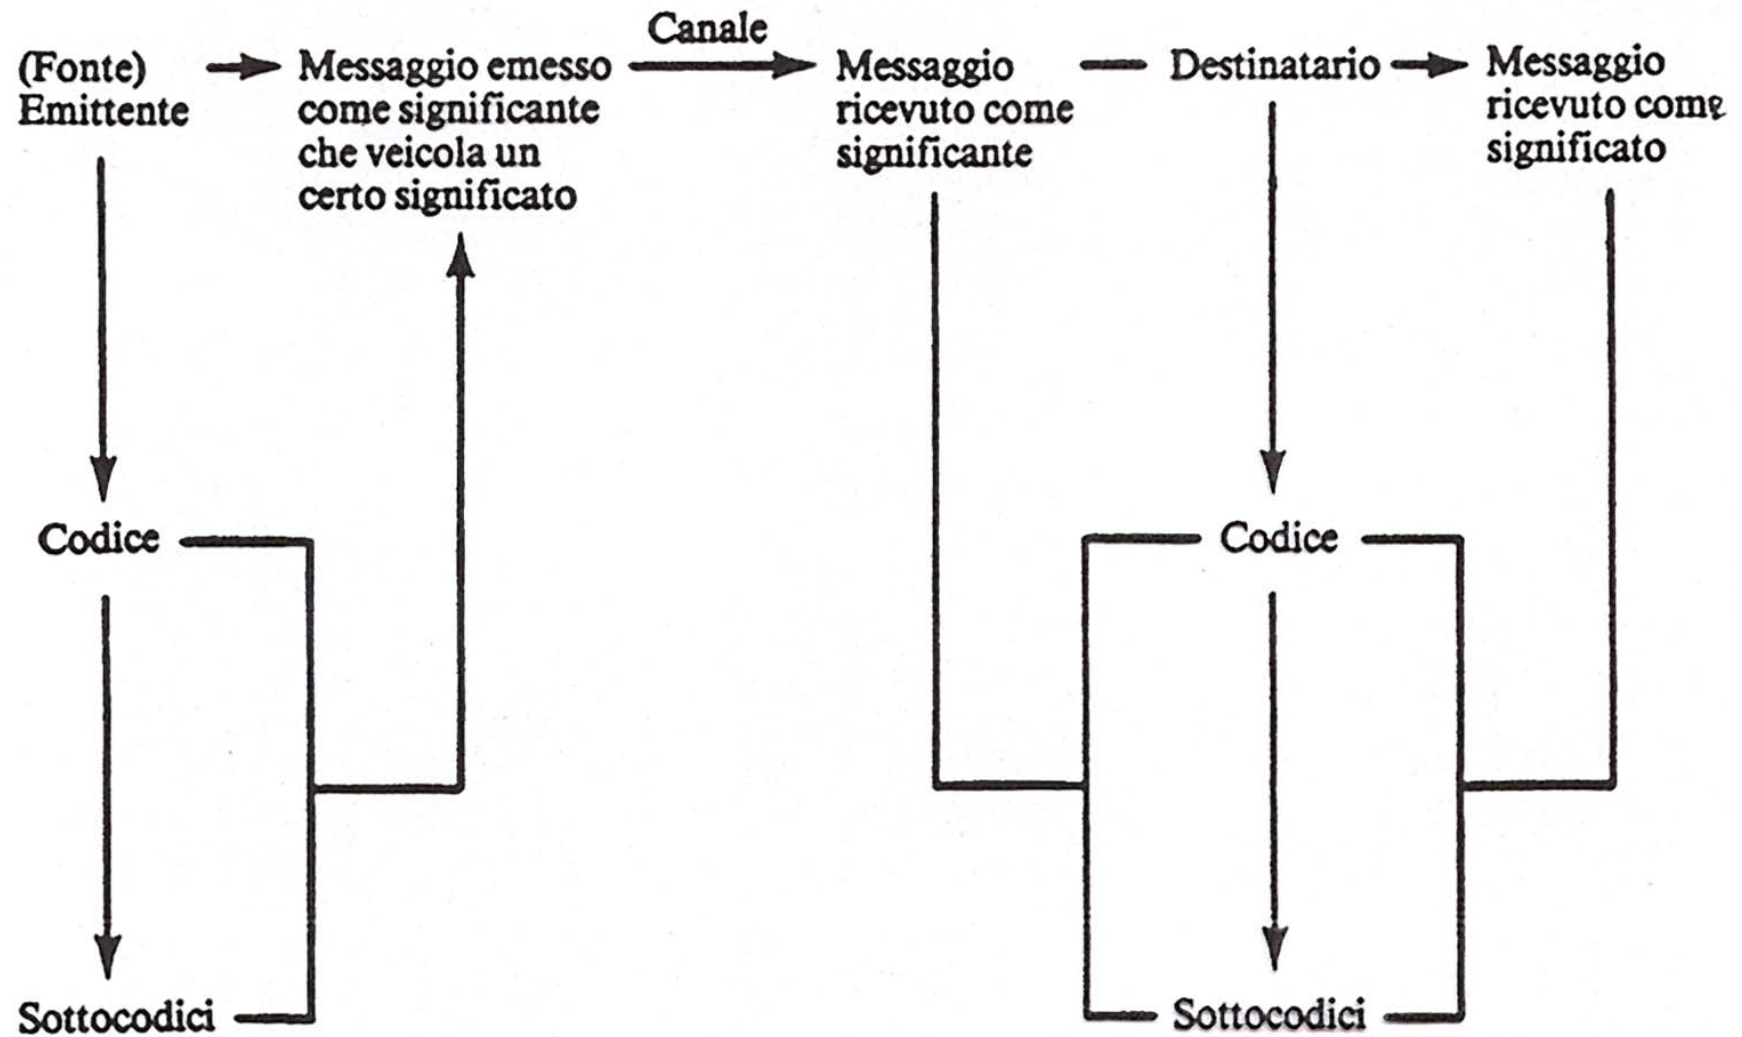 Canale
(Fonte)
Emittente
Messaggio emesso
come significante
che veicola un
certo significato
Messaggio
ricevuto come
significante
Destinatario
Messaggio
ricevuto come
significato
Codice
Codice
Sottocodici
Sottocodici